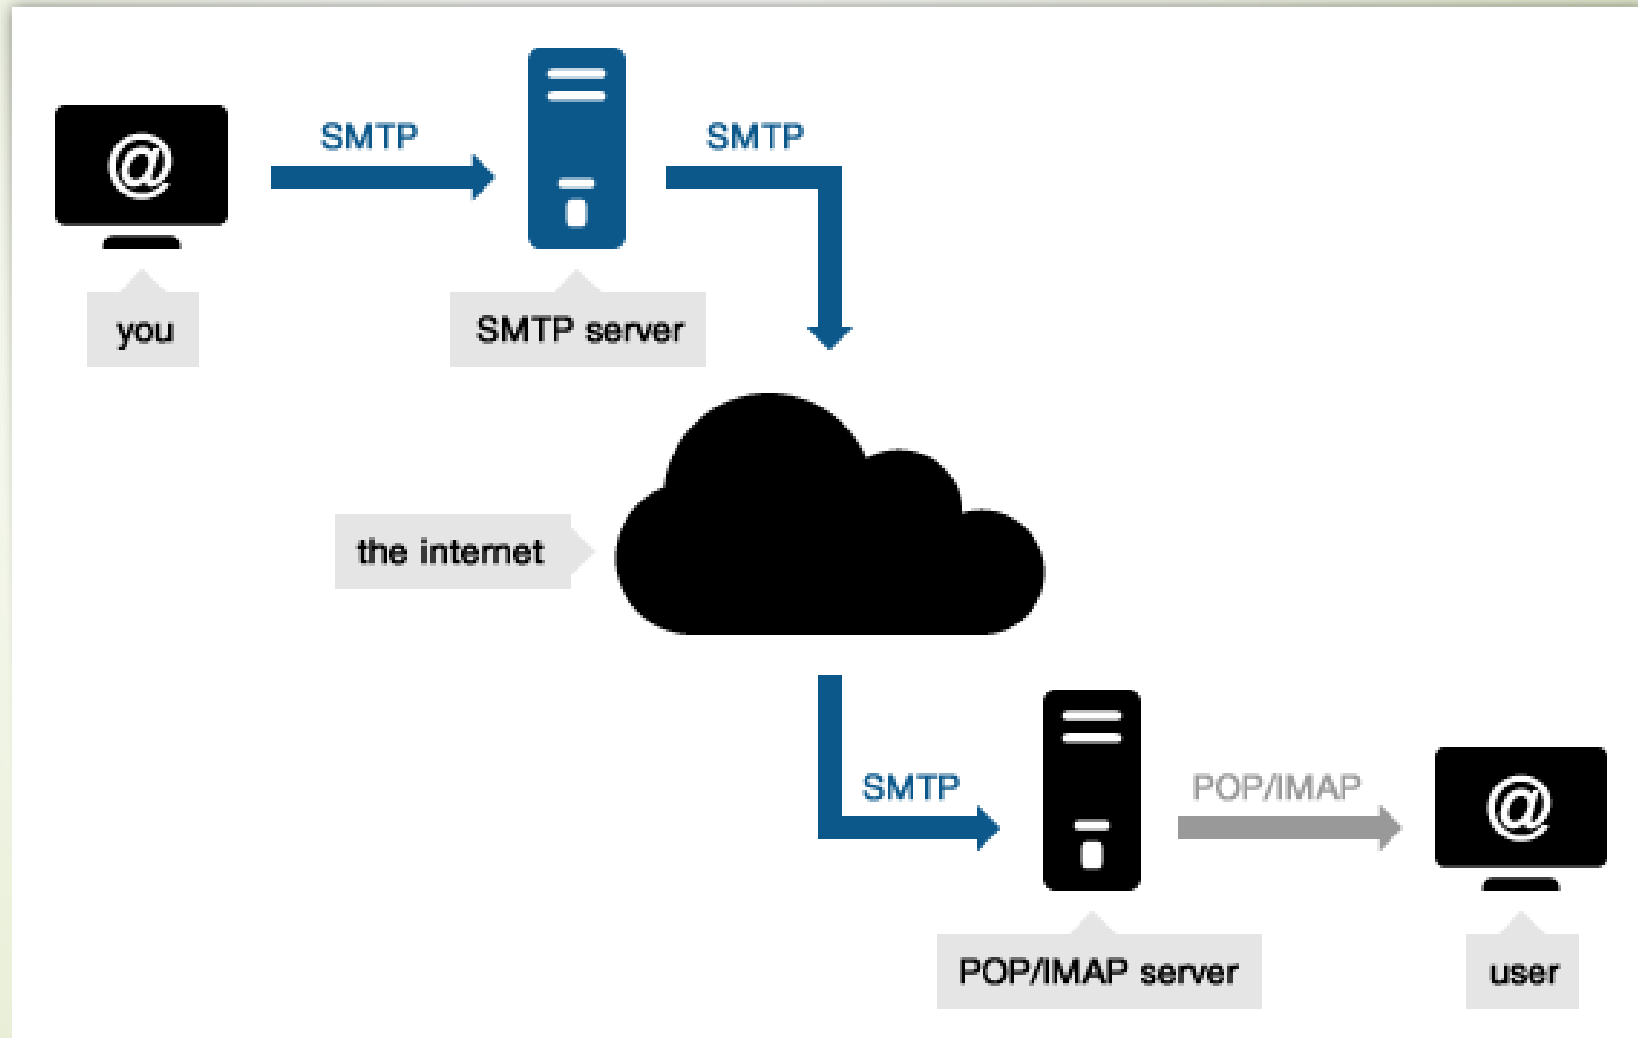 SMTP
SMTP
@
you
SMTP server
the internet
SMTP
POP/IMAP
@
POP/IMAP server
user